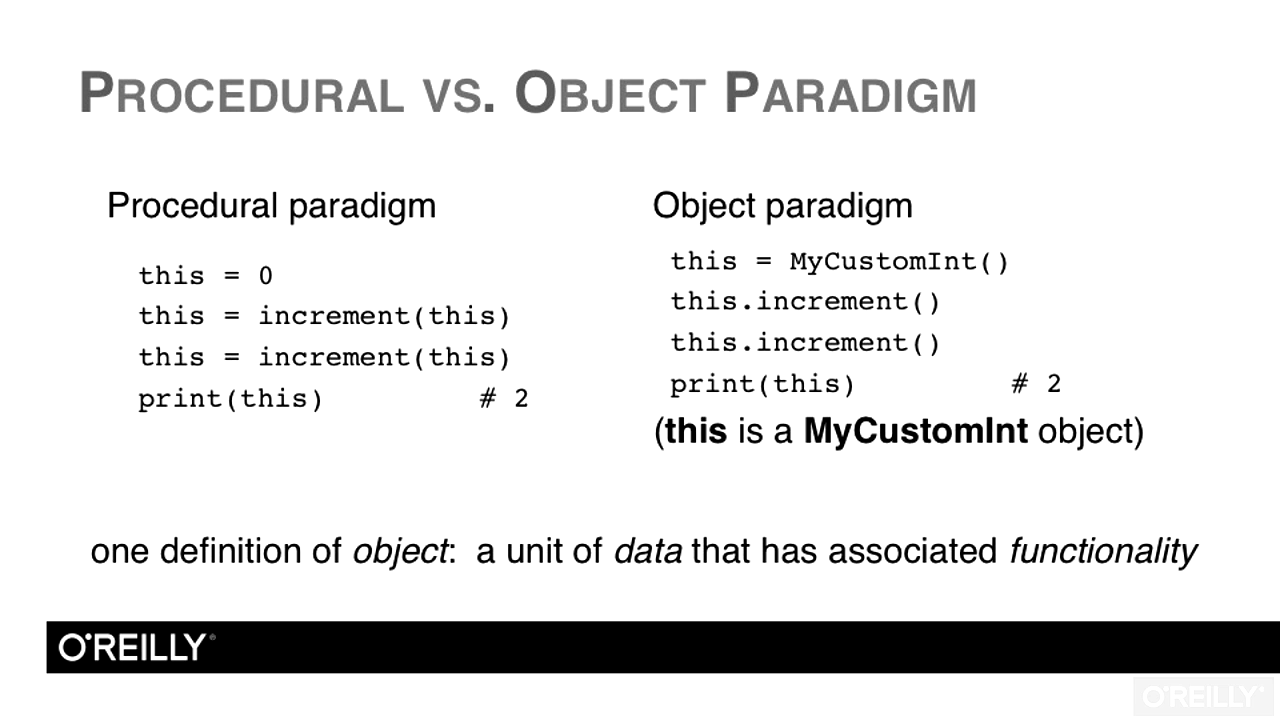 PROCEDURAL VS. OBJECT PARADIGM
Procedural paradigm
this = 0
this = increment(this)
this = increment(this)
print(this) # 2
Object paradigm
this = MyCustomInt()
this.increment()
this.increment()
print(this) # 2
(this is a MyCustomInt object)
one definition of object: a unit of data that has associated functionality
O'REILLY®
O'REILLY